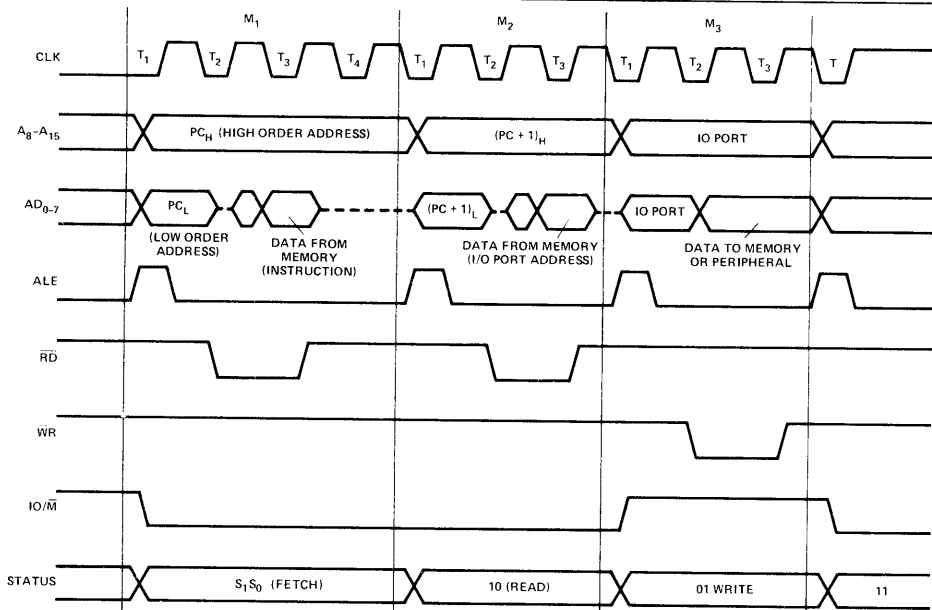 M1 M2 M3
CLK T1 T2 T3 T4 T1 T2 T3 T1 T2 T3 T
A8-A15 PCH (HIGH ORDER ADDRESS) (PC + 1)H IO PORT
AD0-7 PCL (PC + 1)L IO PORT
(LOW ORDER ADDRESS)
DATA FROM MEMORY (INSTRUCTION)
DATA FROM MEMORY (I/O PORT ADDRESS)
DATA TO MEMORY OR PERIPHERAL
ALE
R̅D̅
W̅R̅
IO/M̅
STATUS S1S0 (FETCH) 10 (READ) 01 WRITE 11